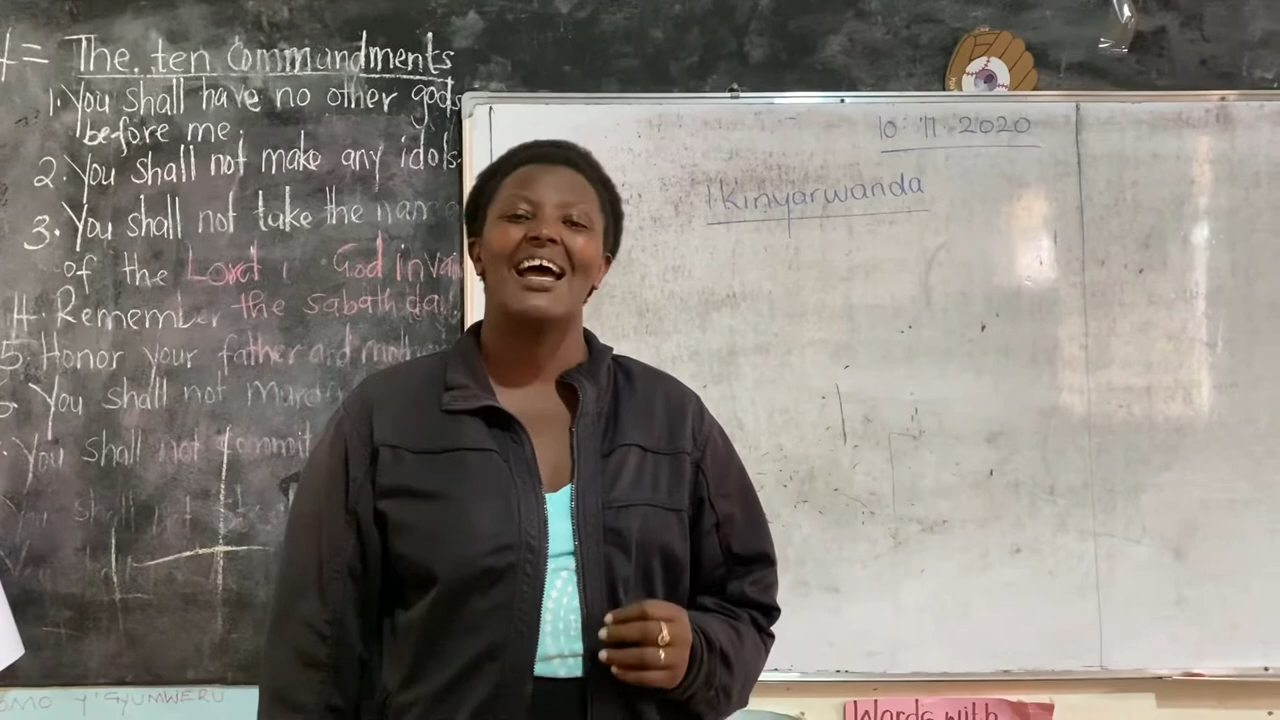 The ten Commandments
1. You shall have no other gods
before me.
2. You shall not make any idols.
3. You shall not take the name
of the Lord God in
4. Remember the sabath day
5. Honor your father and
You shall not
You shall not commit
10 11 2020
1. Kinyarwanda
Y'IGYUMWERU
Words with